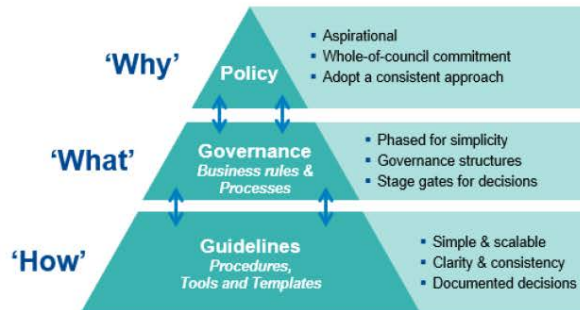 ‘Why’
Policy
▪ Aspirational
▪ Whole-of-council commitment
▪ Adopt a consistent approach
‘What’
Governance
Business rules &
Processes
▪ Phased for simplicity
▪ Governance structures
▪ Stage gates for decisions
‘How’
Guidelines
Procedures,
Tools and Templates
▪ Simple & scalable
▪ Clarity & consistency
▪ Documented decisions